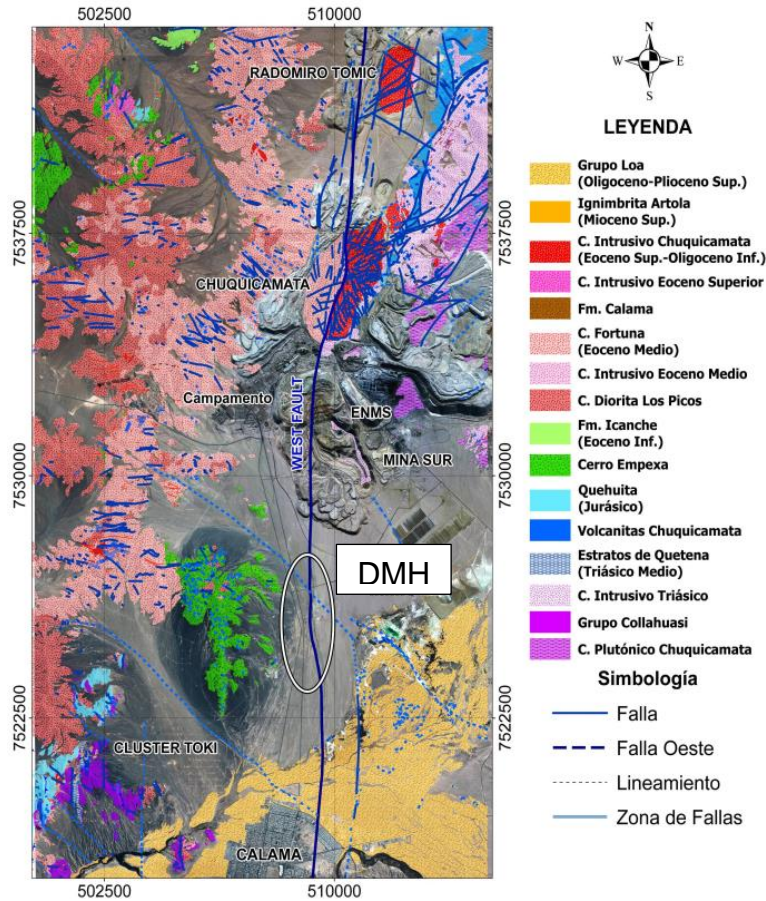 502500
510000
RADOMIRO TOMIC
7537500
7537500
CHUQUICAMATA
WEST FAULT
Campamento
ENMS
MINA SUR
7530000
7530000
DMH
7522500
7522500
CLUSTER TOKI
CALAMA
502500
510000
N
W
E
S
LEYENDA
Grupo Loa
(Oligoceno-Plioceno Sup.)
Ignimbrita Artola
(Mioceno Sup.)
C. Intrusivo Chuquicamata
(Eoceno Sup.-Oligoceno Inf.)
C. Intrusivo Eoceno Superior
Fm. Calama
C. Fortuna
(Eoceno Medio)
C. Intrusivo Eoceno Medio
C. Diorita Los Picos
Fm. Icanche
(Eoceno Inf.)
Cerro Empexa
Quehuita
(Jurásico)
Volcanitas Chuquicamata
Estratos de Quetena
(Triásico Medio)
C. Intrusivo Triásico
Grupo Collahuasi
C. Plutónico Chuquicamata
Simbología
Falla
Falla Oeste
Lineamiento
Zona de Fallas